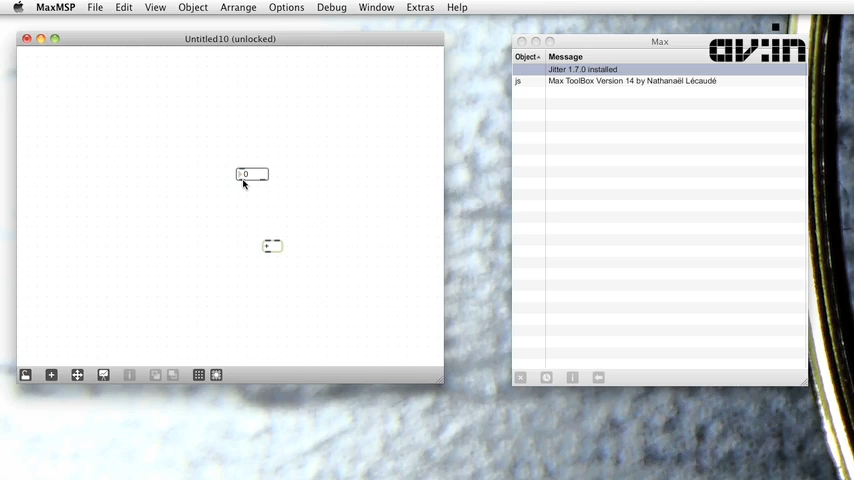 MaxMSP File Edit View Object Arrange Options Debug Window Extras Help
Untitled10 (unlocked)
0
+
Max
av:in
Object Message
Jitter 1.7.0 installed
js Max ToolBox Version 14 by Nathanaël Lécaudé